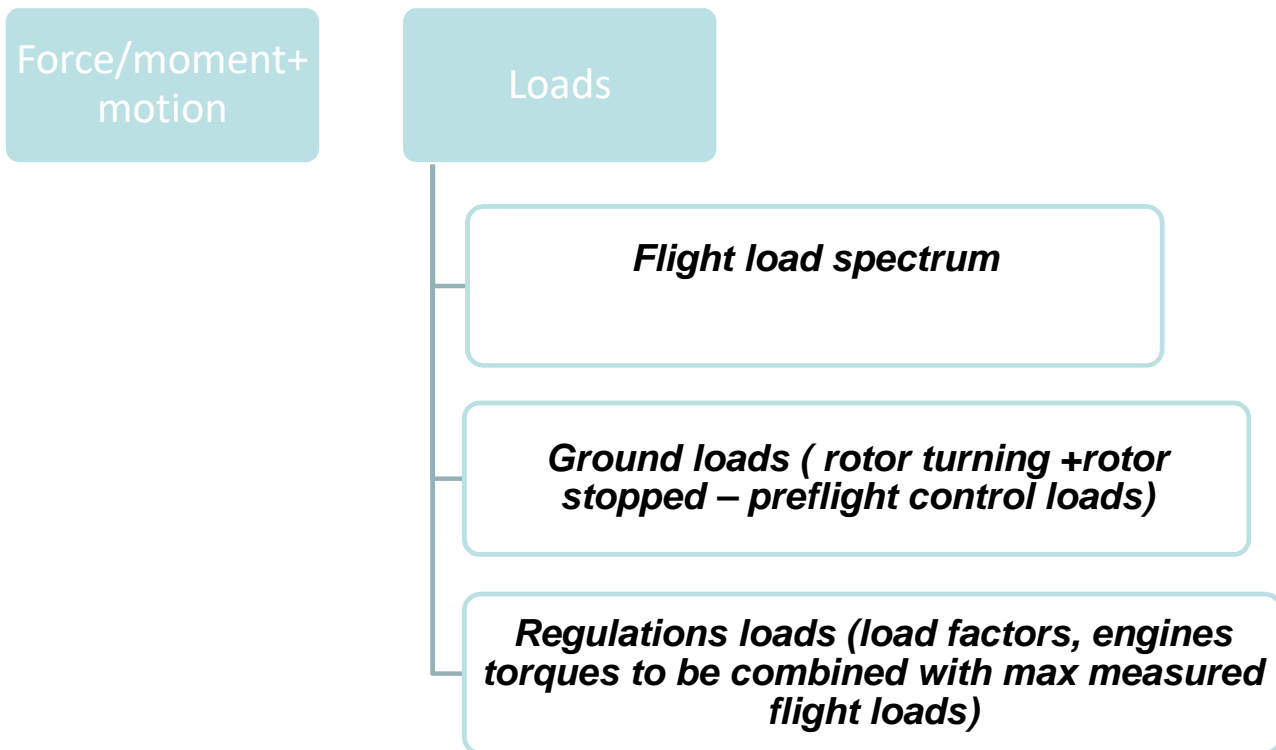 Force/moment+
motion
Loads
Flight load spectrum
Ground loads ( rotor turning +rotor
stopped – preflight control loads)
Regulations loads (load factors, engines
torques to be combined with max measured
flight loads)